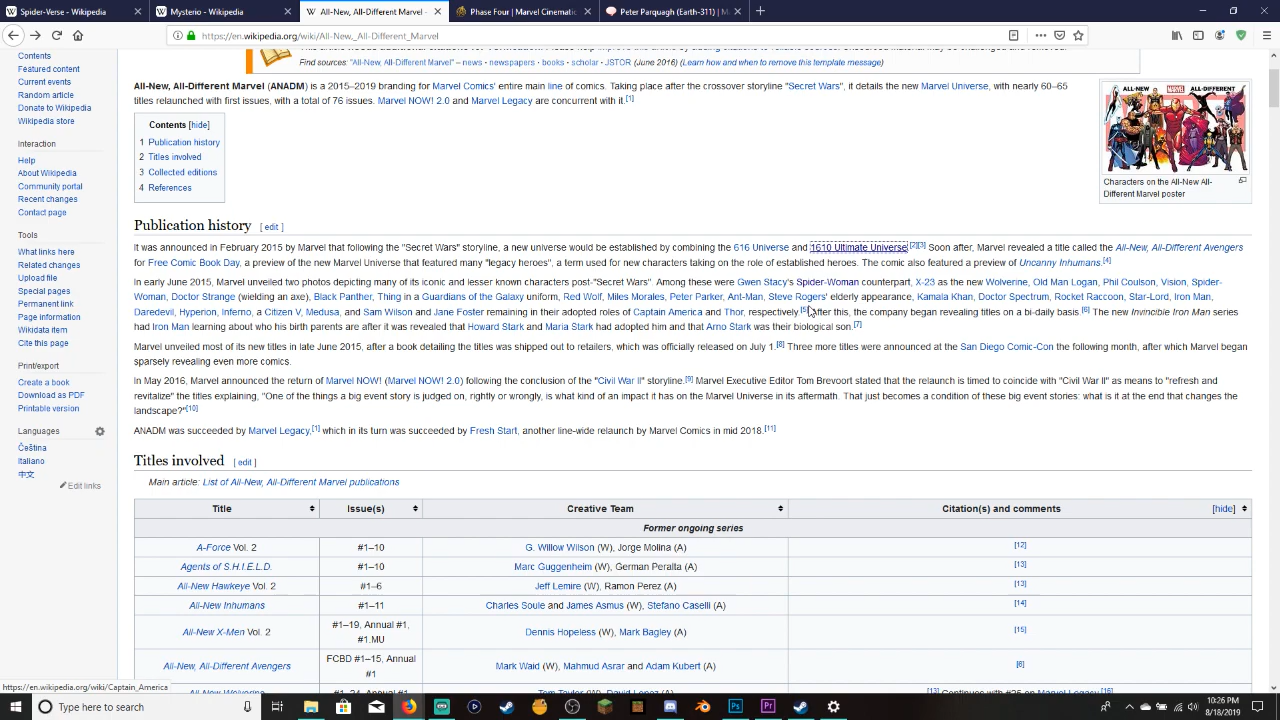 Spider-Verse - Wikipedia
Mysterio - Wikipedia
All-New, All-Different Marvel -
Phase Four | Marvel Cinematic
Peter Parquagh (Earth-311) | M
https://en.wikipedia.org/wiki/All-New,_All-Different_Marvel
Find sources: "All-New, All-Different Marvel" – news · newspapers · books · scholar · JSTOR (June 2016) (Learn how and when to remove this template message)
Contents
Featured content
Current events
Random article
Donate to Wikipedia
Wikipedia store
Interaction
Help
About Wikipedia
Community portal
Recent changes
Contact page
Tools
What links here
Related changes
Upload file
Special pages
Permanent link
Page information
Wikidata item
Cite this page
Print/export
Create a book
Download as PDF
Printable version
Languages
Čeština
Italiano
中文
Edit links
All-New, All-Different Marvel (ANADM) is a 2015–2019 branding for Marvel Comics' entire main line of comics. Taking place after the crossover storyline "Secret Wars", it details the new Marvel Universe, with nearly 60–65
titles relaunched with first issues, with a total of 76 issues. Marvel NOW! 2.0 and Marvel Legacy are concurrent with it.[1]
Contents [hide]
1 Publication history
2 Titles involved
3 Collected editions
4 References
ALL-NEW MARVEL ALL-DIFFERENT
Characters on the All-New All-
Different Marvel poster
Publication history [ edit ]
It was announced in February 2015 by Marvel that following the "Secret Wars" storyline, a new universe would be established by combining the 616 Universe and 1610 Ultimate Universe.[2][3] Soon after, Marvel revealed a title called the All-New, All-Different Avengers
for Free Comic Book Day, a preview of the new Marvel Universe that featured many "legacy heroes", a term used for new characters taking on the role of established heroes. The comic also featured a preview of Uncanny Inhumans.[4]
In early June 2015, Marvel unveiled two photos depicting many of its iconic and lesser known characters post-"Secret Wars". Among these were Gwen Stacy's Spider-Woman counterpart, X-23 as the new Wolverine, Old Man Logan, Phil Coulson, Vision, Spider-
Woman, Doctor Strange (wielding an axe), Black Panther, Thing in a Guardians of the Galaxy uniform, Red Wolf, Miles Morales, Peter Parker, Ant-Man, Steve Rogers' elderly appearance, Kamala Khan, Doctor Spectrum, Rocket Raccoon, Star-Lord, Iron Man,
Daredevil, Hyperion, Inferno, a Citizen V, Medusa, and Sam Wilson and Jane Foster remaining in their adopted roles of Captain America and Thor, respectively.[5] After this, the company began revealing titles on a bi-daily basis.[6] The new Invincible Iron Man series
had Iron Man learning about who his birth parents are after it was revealed that Howard Stark and Maria Stark had adopted him and that Arno Stark was their biological son.[7]
Marvel unveiled most of its new titles in late June 2015, after a book detailing the titles was shipped out to retailers, which was officially released on July 1.[8] Three more titles were announced at the San Diego Comic-Con the following month, after which Marvel began
sparsely revealing even more comics.
In May 2016, Marvel announced the return of Marvel NOW! (Marvel NOW! 2.0) following the conclusion of the "Civil War II" storyline.[9] Marvel Executive Editor Tom Brevoort stated that the relaunch is timed to coincide with "Civil War II" as means to "refresh and
revitalize" the titles explaining, "One of the things a big event story is judged on, rightly or wrongly, is what kind of an impact it has on the Marvel Universe in its aftermath. That just becomes a condition of these big event stories: what is it at the end that changes the
landscape?"[10]
ANADM was succeeded by Marvel Legacy,[1] which in its turn was succeeded by Fresh Start, another line-wide relaunch by Marvel Comics in mid 2018.[11]
Titles involved [ edit ]
Main article: List of All-New, All-Different Marvel publications
Title Issue(s) Creative Team Citation(s) and comments [hide]
Former ongoing series
A-Force Vol. 2 #1–10 G. Willow Wilson (W), Jorge Molina (A) [12]
Agents of S.H.I.E.L.D. #1–10 Marc Guggenheim (W) German Peralta (A) [13]
All-New Hawkeye Vol. 2 #1–6 Jeff Lemire (W) Ramon Perez (A) [13]
All-New Inhumans #1–11 Charles Soule and James Asmus (W), Stefano Caselli (A) [14]
All-New X-Men Vol. 2 #1–19, Annual #1, #1.MU Dennis Hopeless (W) Mark Bagley (A) [15]
All-New, All-Different Avengers FCBD #1–15, Annual #1 Mark Waid (W), Mahmud Asrar and Adam Kubert (A) [6]
https://en.wikipedia.org/wiki/Captain_America
Type here to search
10:26 PM
8/18/2019